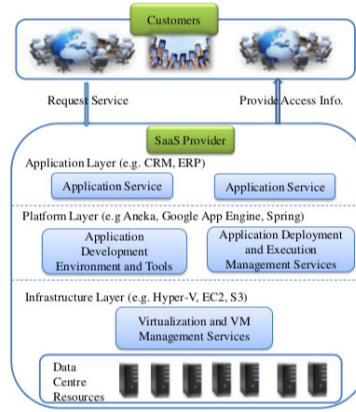 Customers
Request Service
Provide Access Info.
SaaS Provider
Application Layer (e.g. CRM, ERP)
Application Service
Application Service
Platform Layer (e.g Aneka, Google App Engine, Spring)
Application
Development
Environment and Tools
Application Deployment
and Execution
Management Services
Infrastructure Layer (e.g. Hyper-V, EC2, S3)
Virtualization and VM
Management Services
Data
Centre
Resources